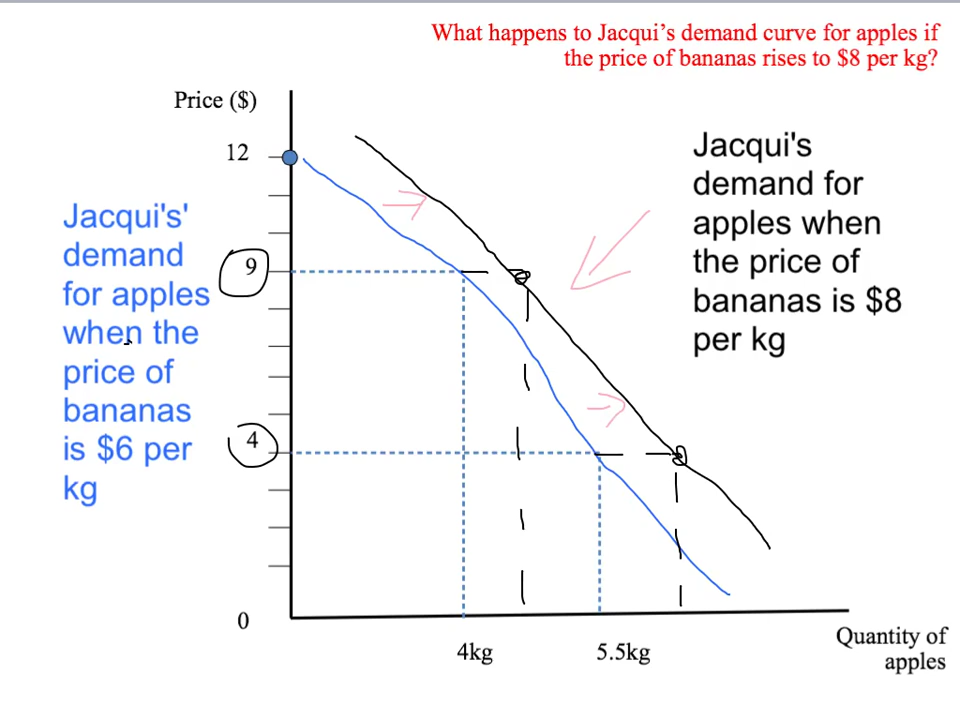 What happens to Jacqui’s demand curve for apples if
the price of bananas rises to $8 per kg?
Price ($)
12
9
4
0
Jacqui's'
demand
for apples
when the
price of
bananas
is $6 per
kg
Jacqui's
demand for
apples when
the price of
bananas is $8
per kg
4kg
5.5kg
Quantity of
apples